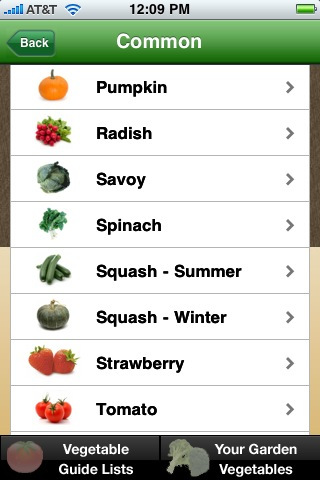 AT&T 12:09 PM
Back Common
Pumpkin
Radish
Savoy
Spinach
Squash - Summer
Squash - Winter
Strawberry
Tomato
Vegetable
Guide Lists
Your Garden
Vegetables